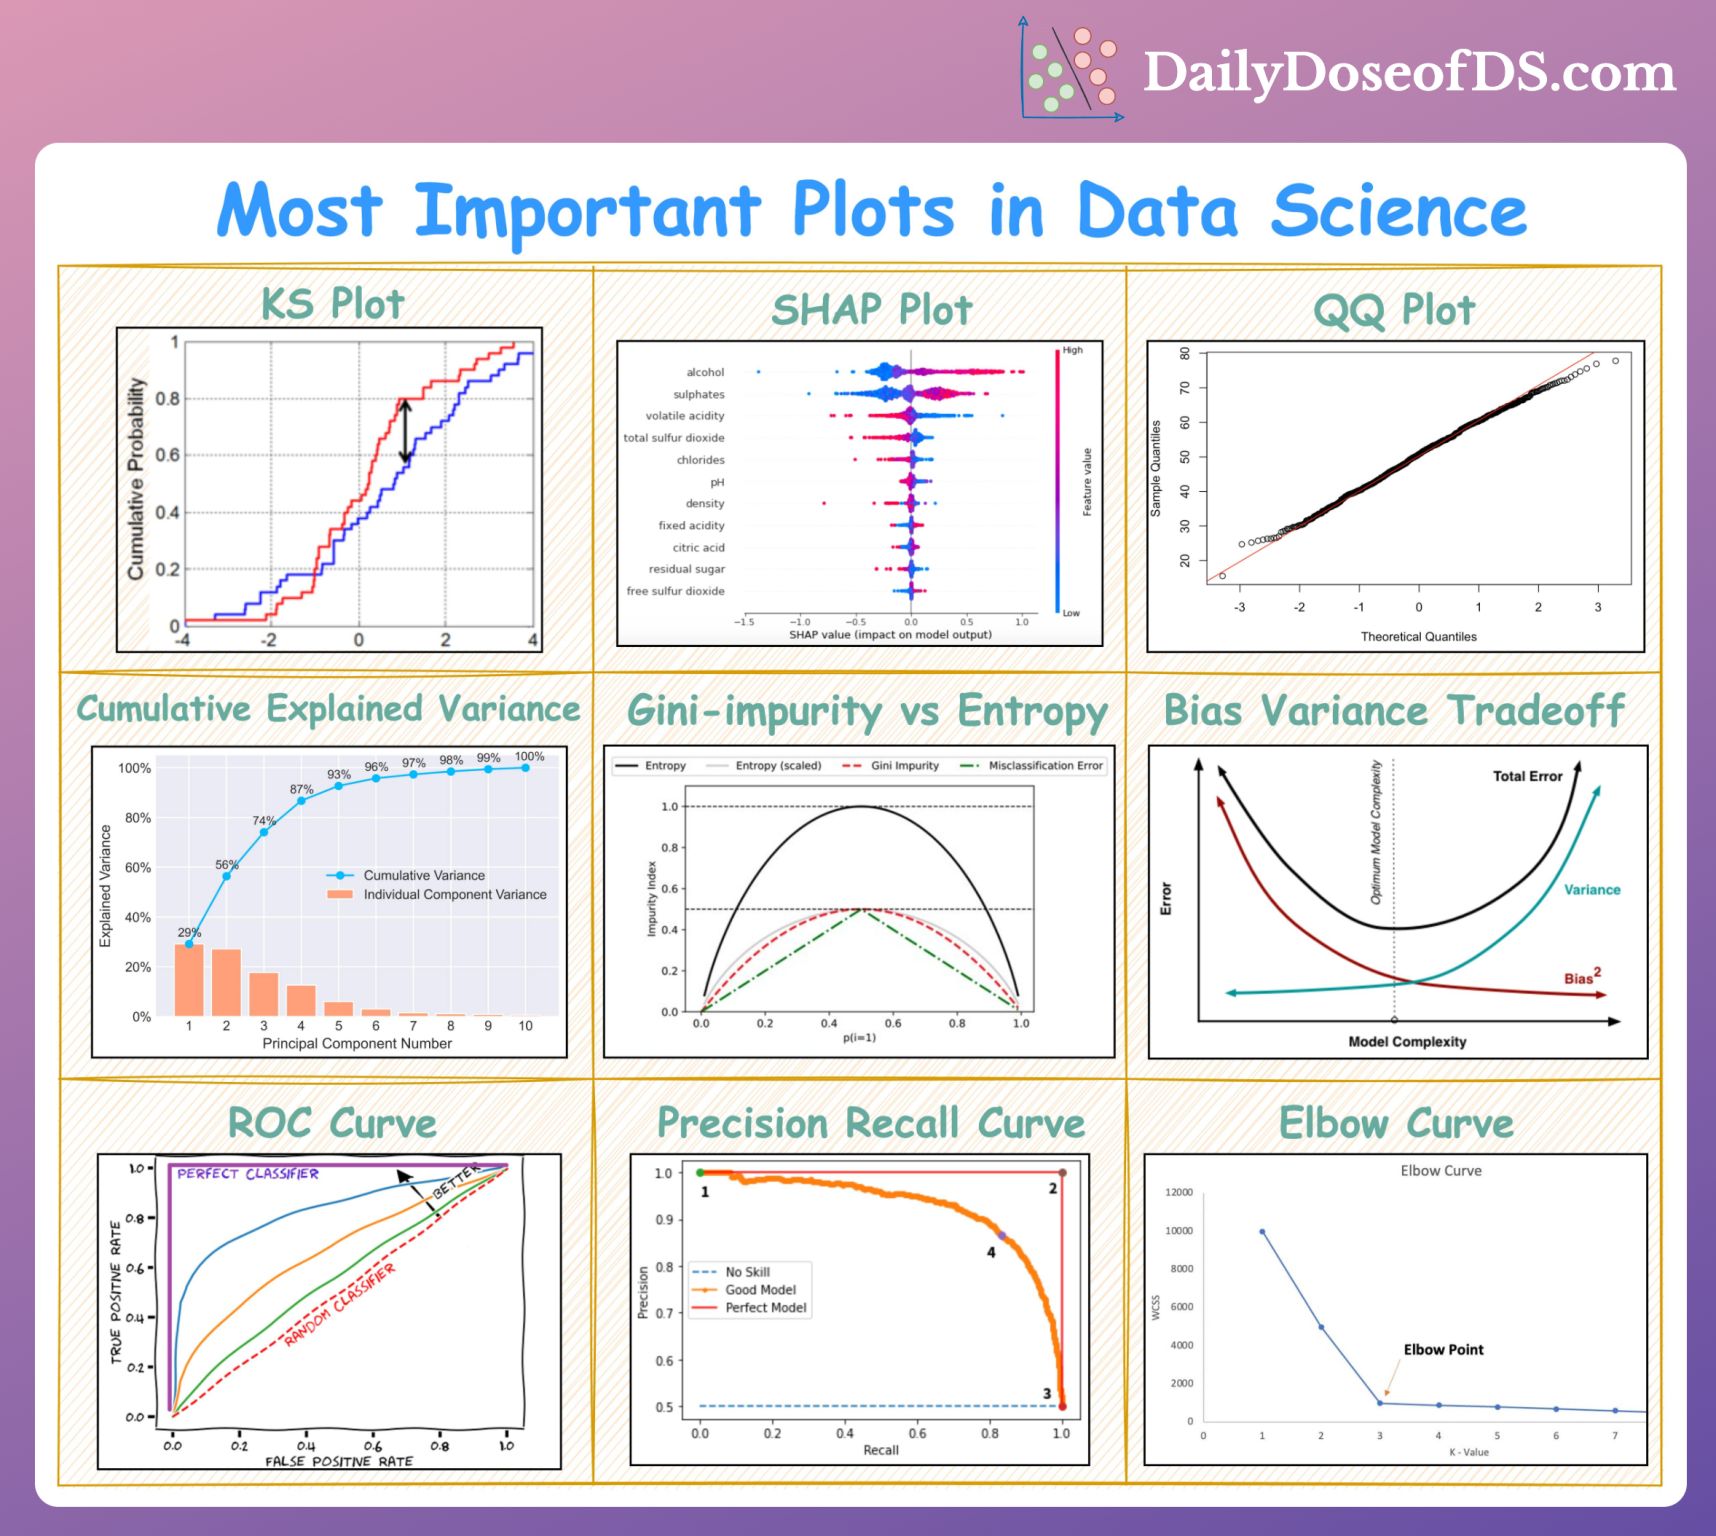 DailyDoseofDS.com
Most Important Plots in Data Science
KS Plot
Cumulative Probability
1
0.8
0.6
0.4
0.2
0
-4
-2
0
2
4
SHAP Plot
alcohol
sulphates
volatile acidity
total sulfur dioxide
chlorides
pH
density
fixed acidity
citric acid
residual sugar
free sulfur dioxide
−1.5
−1.0
−0.5
0.0
0.5
1.0
SHAP value (impact on model output)
High
Feature value
Low
QQ Plot
Sample Quantiles
80
70
60
50
40
30
20
-3
-2
-1
0
1
2
3
Theoretical Quantiles
Cumulative Explained Variance
Explained Variance
100%
80%
60%
40%
20%
0%
29%
56%
74%
87%
93%
96%
97%
98%
99%
100%
Cumulative Variance
Individual Component Variance
1
2
3
4
5
6
7
8
9
10
Principal Component Number
Gini-impurity vs Entropy
Entropy
Entropy (scaled)
Gini Impurity
Misclassification Error
Impurity Index
1.0
0.8
0.6
0.4
0.2
0.0
0.0
0.2
0.4
0.6
0.8
1.0
p(i=1)
Bias Variance Tradeoff
Error
Optimum Model Complexity
Total Error
Variance
Bias2
Model Complexity
ROC Curve
TRUE POSITIVE RATE
1.0
0.8
0.6
0.4
0.2
0.0
PERFECT CLASSIFIER
BETTER
RANDOM CLASSIFIER
0.0
0.2
0.4
0.6
0.8
1.0
FALSE POSITIVE RATE
Precision Recall Curve
Precision
1.0
0.9
0.8
0.7
0.6
0.5
1
2
4
3
No Skill
Good Model
Perfect Model
0.0
0.2
0.4
0.6
0.8
1.0
Recall
Elbow Curve
Elbow Curve
WCSS
12000
10000
8000
6000
4000
2000
0
Elbow Point
0
1
2
3
4
5
6
7
K - Value